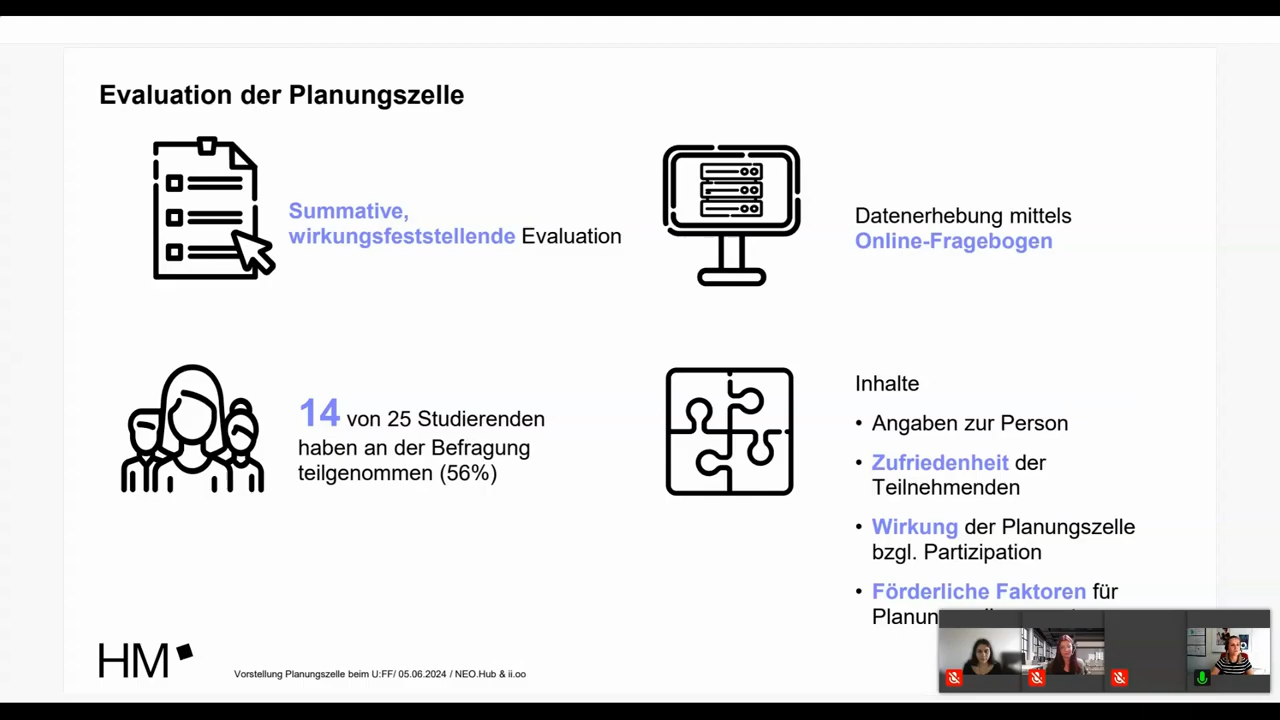 Evaluation der Planungszelle
Summative,
wirkungsfeststellende Evaluation
Datenerhebung mittels
Online-Fragebogen
14 von 25 Studierenden
haben an der Befragung
teilgenommen (56%)
Inhalte
• Angaben zur Person
• Zufriedenheit der
Teilnehmenden
• Wirkung der Planungszelle
bzgl. Partizipation
• Förderliche Faktoren für
HM
Vorstellung Planungszelle beim U:FF/ 05.06.2024 / NEO.Hub & ii.oo